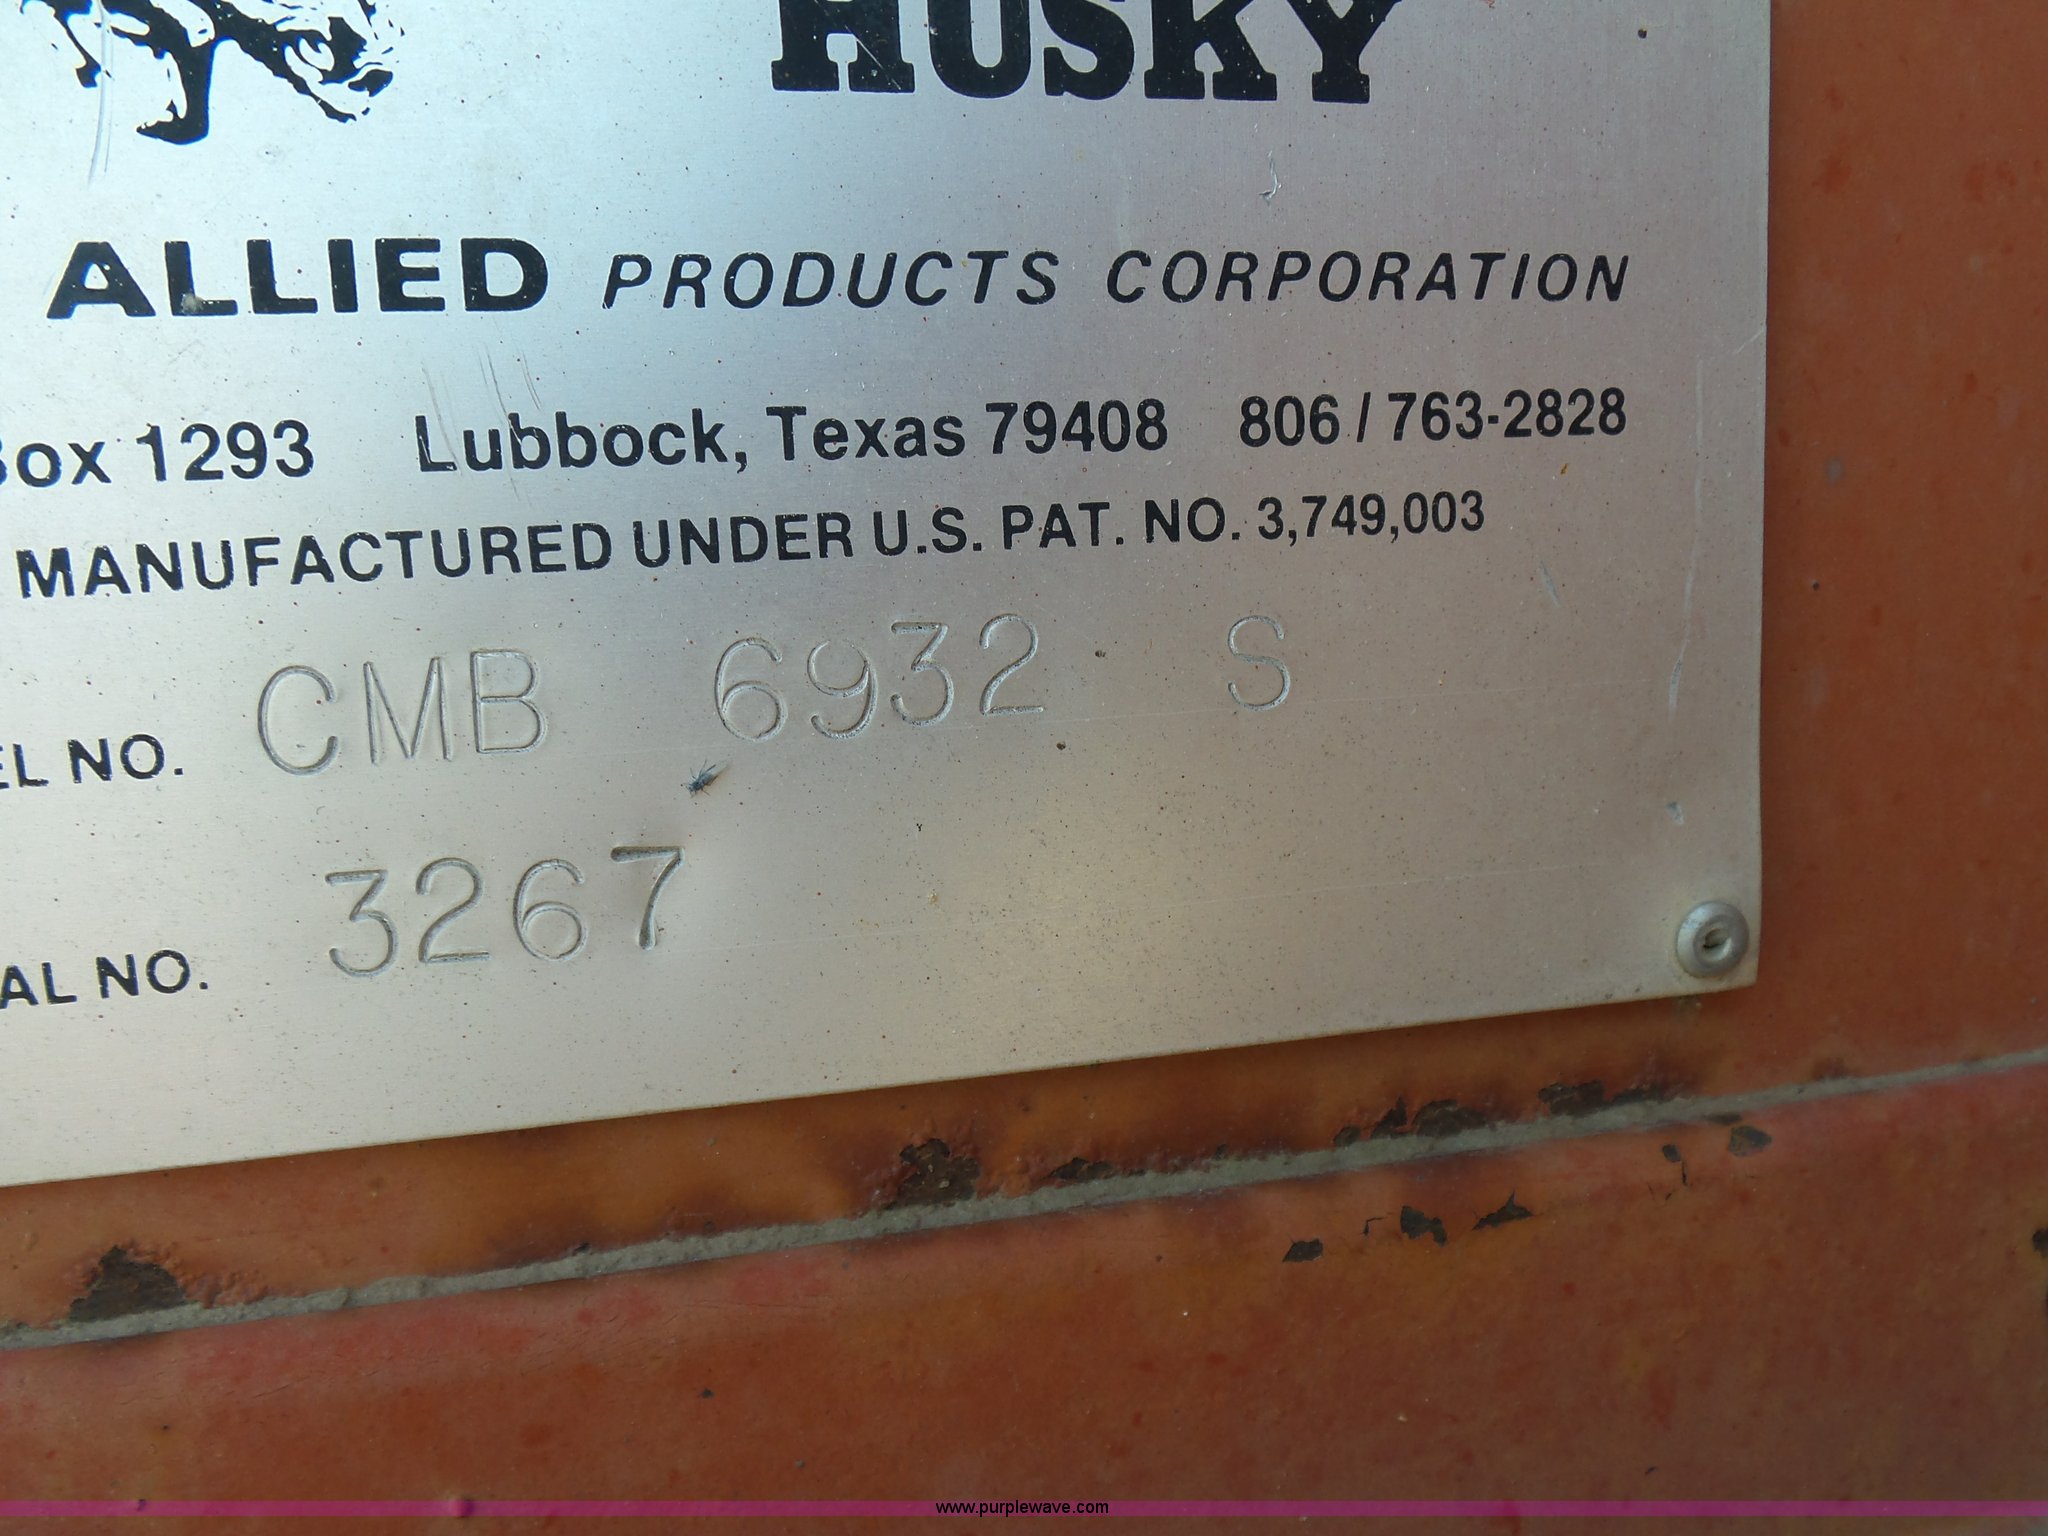 HUSKY
ALLIED PRODUCTS CORPORATION
Box 1293 Lubbock, Texas 79408 806 / 763-2828
MANUFACTURED UNDER U.S. PAT. NO. 3,749,003
EL NO. CMB 6932 S
AL NO. 3267
www.purplewave.com